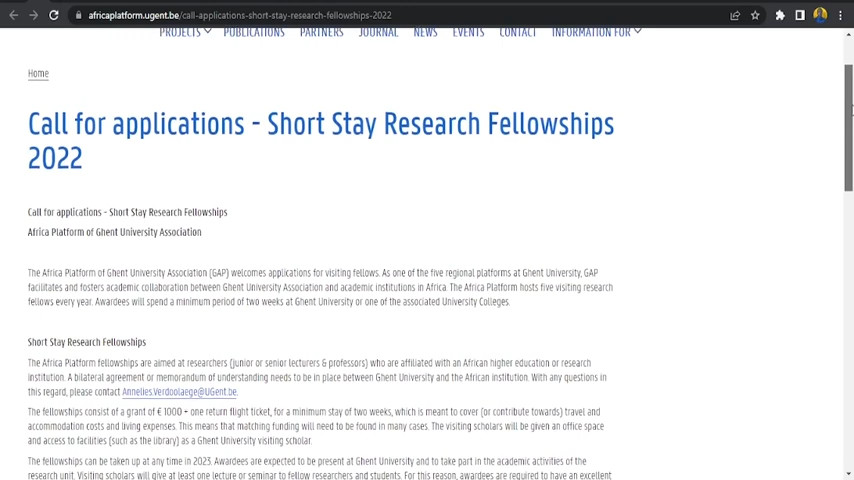 africaplatform.ugent.be/call-applications-short-stay-research-fellowships-2022
PROJECTS PUBLICATIONS PARTNERS JOURNAL NEWS EVENTS CONTACT INFORMATION FOR
Home
Call for applications - Short Stay Research Fellowships
2022
Call for applications - Short Stay Research Fellowships
Africa Platform of Ghent University Association
The Africa Platform of Ghent University Association (GAP) welcomes applications for visiting fellows. As one of the five regional platforms at Ghent University, GAP
facilitates and fosters academic collaboration between Ghent University Association and academic institutions in Africa. The Africa Platform hosts five visiting research
fellows every year. Awardees will spend a minimum period of two weeks at Ghent University or one of the associated University Colleges.
Short Stay Research Fellowships
The Africa Platform fellowships are aimed at researchers (junior or senior lecturers & professors) who are affiliated with an African higher education or research
institution. A bilateral agreement or memorandum of understanding needs to be in place between Ghent University and the African institution. With any questions in
this regard, please contact Annelies.Verdoolaege@UGent.be.
The fellowships consist of a grant of € 1000 + one return flight ticket, for a minimum stay of two weeks, which is meant to cover (or contribute towards) travel and
accommodation costs and living expenses. This means that matching funding will need to be found in many cases. The visiting scholars will be given an office space
and access to facilities (such as the library) as a Ghent University visiting scholar.
The fellowships can be taken up at any time in 2023. Awardees are expected to be present at Ghent University and to take part in the academic activities of the
research unit. Visiting scholars will give at least one lecture or seminar to fellow researchers and students. For this reason, awardees are required to have an excellent